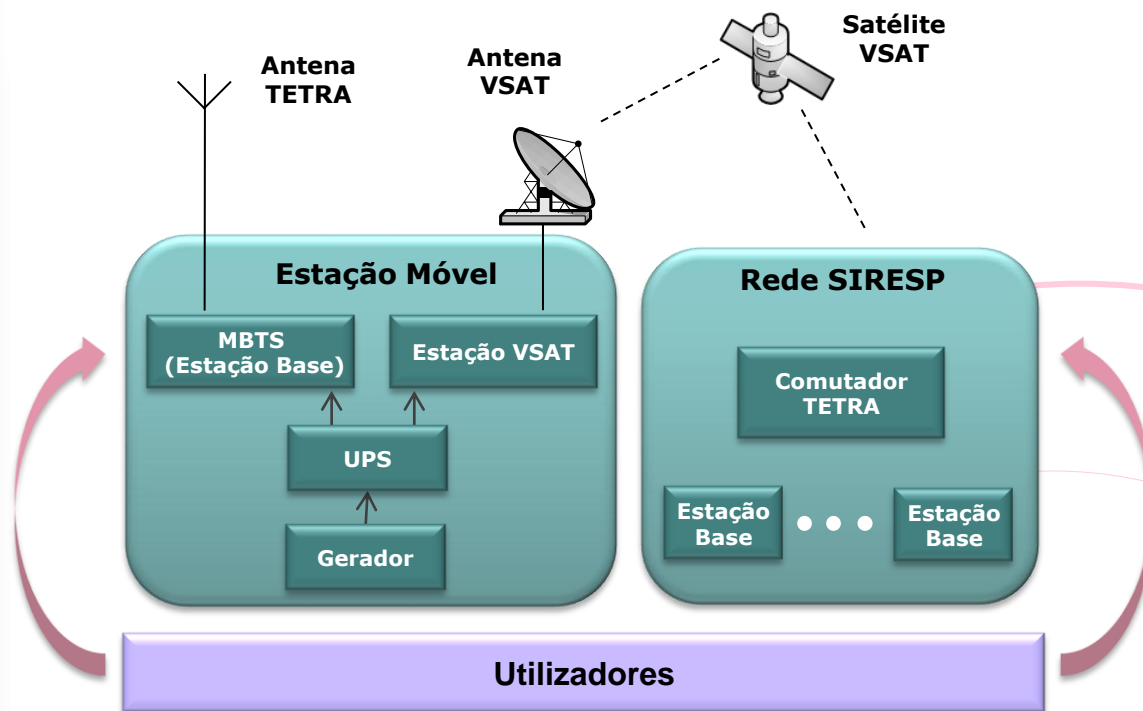 Satélite
VSAT
Antena
TETRA
Antena
VSAT
Estação Móvel
MBTS
(Estação Base)
Estação VSAT
UPS
Gerador
Rede SIRESP
Comutador
TETRA
Estação
Base
Estação
Base
Utilizadores